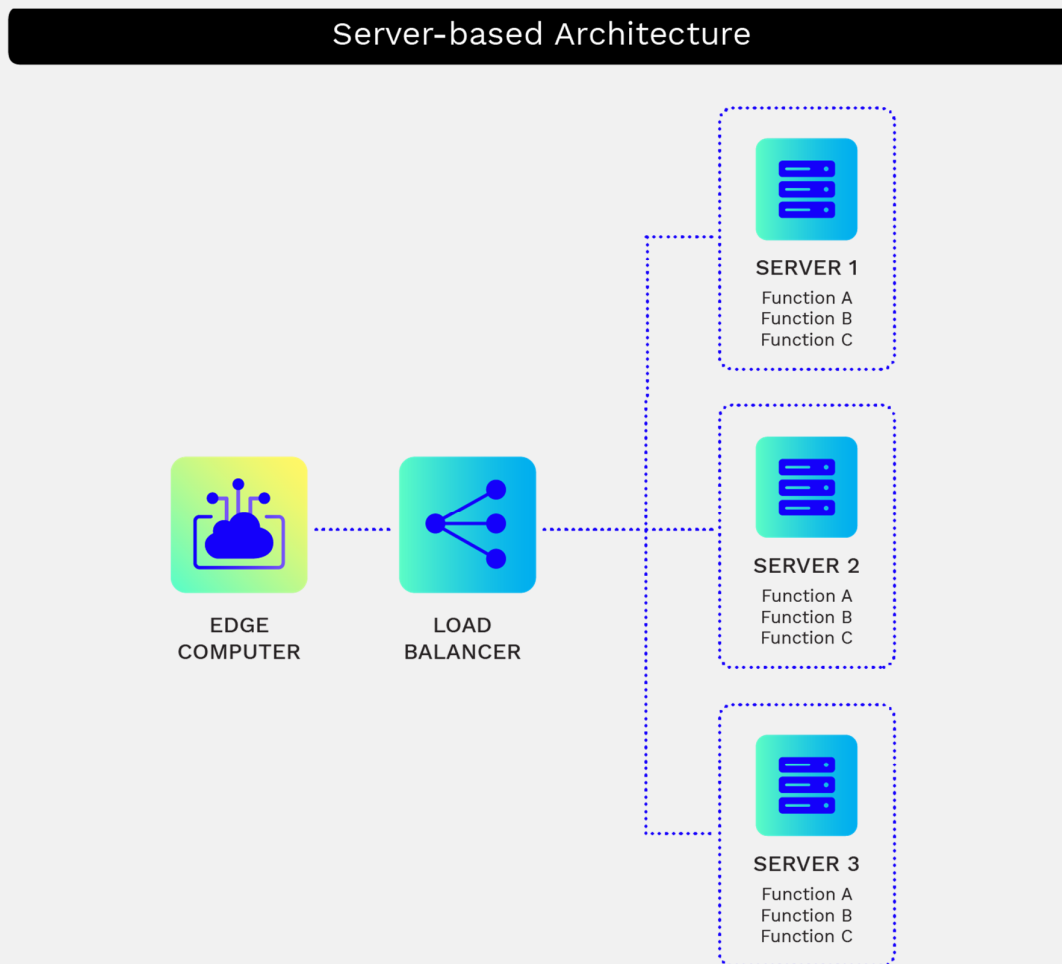 Server-based Architecture
SERVER 1
Function A
Function B
Function C
EDGE
COMPUTER
LOAD
BALANCER
SERVER 2
Function A
Function B
Function C
SERVER 3
Function A
Function B
Function C